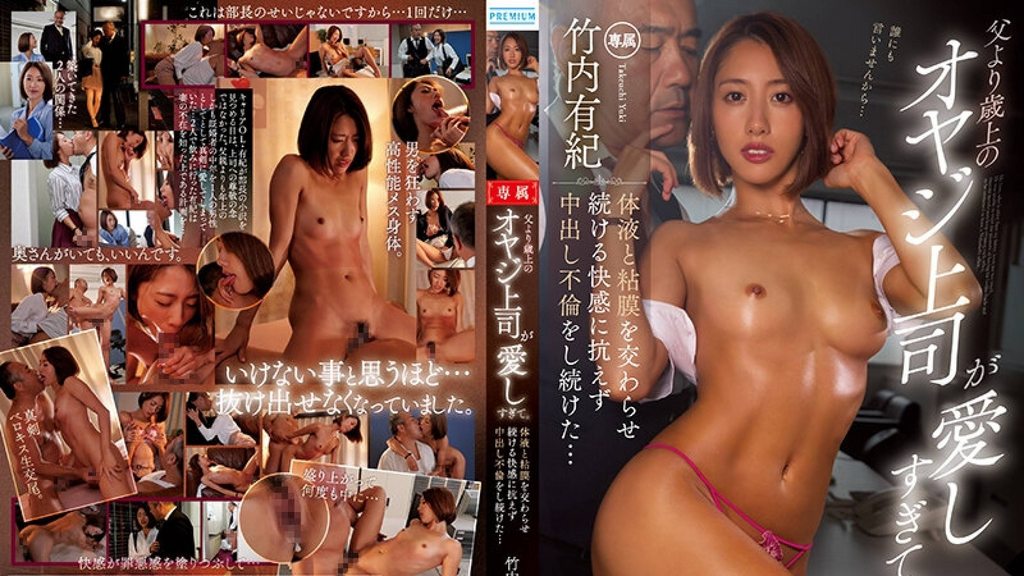 これは部長のせいじゃないですから…1回だけ…
築いてきた…
2人の関係…
男を狂わす
高性能メス身体。
奥さんがいても、いいんです。
いけない事と思うほど…
抜け出せなくなっていました。
真剣
ベロキス生交尾。
盛り上がって
何度も中に…
快感が罪悪感を塗りつぶして…
PREMIUM
専属
父より歳上の
オヤジ上司が愛しすぎて。
体液と粘膜を交わらせ
続ける快感に抗えず
中出し不倫をし続けた…
竹内
専属
竹内有紀
Takeuchi Yuki
体液と粘膜を交わらせ
続ける快感に抗えず
中出し不倫をし続けた…
誰にも
言いませんから…
父より歳上の
オヤジ上司が愛しすぎて